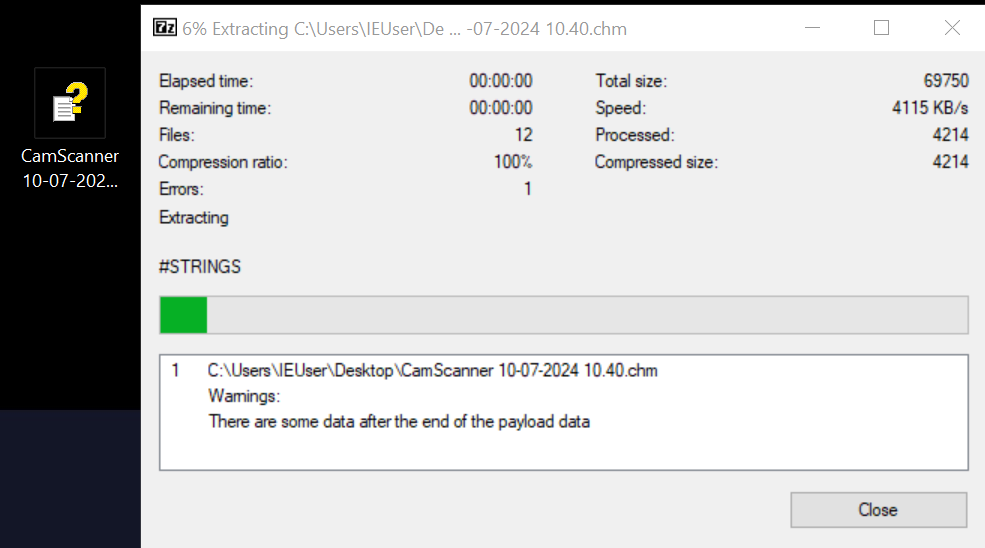 CamScanner
10-07-202...
7z 6% Extracting C:\Users\IEUser\De ... -07-2024 10.40.chm
Elapsed time: 00:00:00 Total size: 69750
Remaining time: 00:00:00 Speed: 4115 KB/s
Files: 12 Processed: 4214
Compression ratio: 100% Compressed size: 4214
Errors: 1
Extracting
#STRINGS
1 C:\Users\IEUser\Desktop\CamScanner 10-07-2024 10.40.chm
Warnings:
There are some data after the end of the payload data
Close